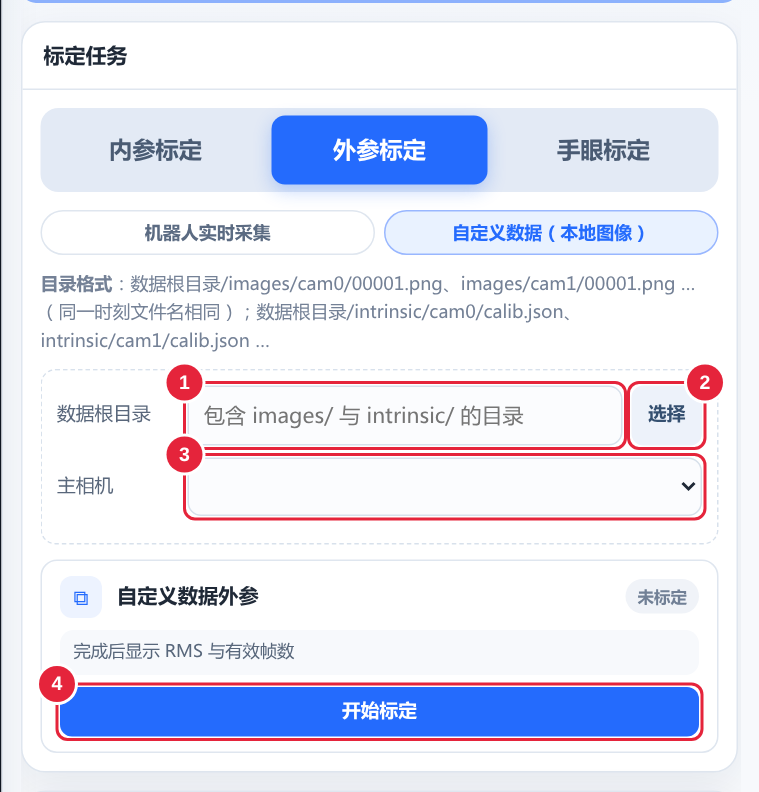 标定任务
内参标定 外参标定 手眼标定
机器人实时采集 自定义数据（本地图像）
目录格式：数据根目录/images/cam0/00001.png、images/cam1/00001.png ...
（同一时刻文件名相同）；数据根目录/intrinsic/cam0/calib.json、
intrinsic/cam1/calib.json ...
1 2
数据根目录 包含 images/ 与 intrinsic/ 的目录 选择
3
主相机
自定义数据外参 未标定
完成后显示 RMS 与有效帧数
4
开始标定